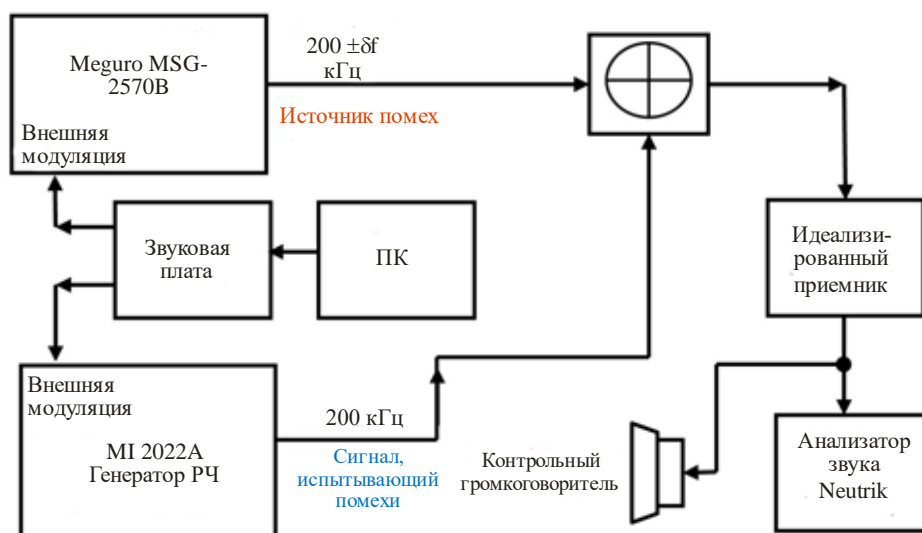 Meguro MSG-
2570B
Внешняя
модуляция
200 ±δf
кГц
Источник помех
Звуковая
плата
ПК
Идеализи-
рованный
приемник
Внешняя
модуляция
MI 2022A
Генератор РЧ
200 кГц
Сигнал,
испытывающий
помехи
Контрольный
громкоговоритель
Анализатор
звука
Neutrik